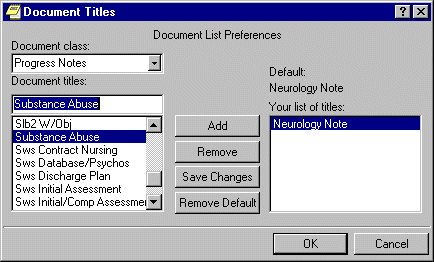 Document Titles
Document List Preferences
Document class:
Progress Notes
Document titles:
Substance Abuse
Slb2 W/Obj
Substance Abuse
Sws Contract Nursing
Sws Database/Psychos
Sws Discharge Plan
Sws Initial Assessment
Sws Initial/Comp Assessmen
Add
Remove
Save Changes
Remove Default
Default:
Neurology Note
Your list of titles:
Neurology Note
OK
Cancel